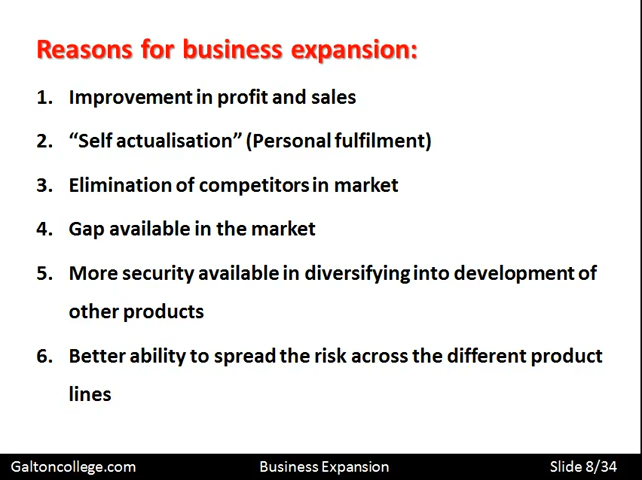 Reasons for business expansion:
1. Improvement in profit and sales
2. “Self actualisation” (Personal fulfilment)
3. Elimination of competitors in market
4. Gap available in the market
5. More security available in diversifying into development of
other products
6. Better ability to spread the risk across the different product
lines
Galtoncollege.com Business Expansion Slide 8/34